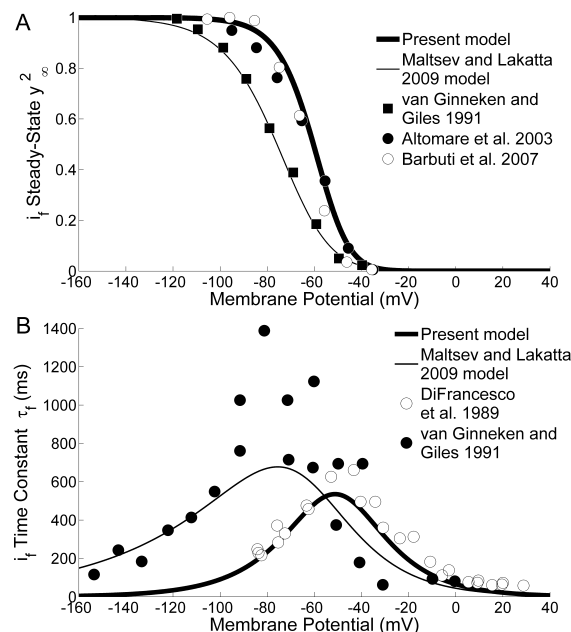 A
i_f Steady-State y²_∞
1
0.8
0.6
0.4
0.2
0
-160 -140 -120 -100 -80 -60 -40 -20 0 20 40
Membrane Potential (mV)
Present model
Maltsev and Lakatta
2009 model
van Ginneken and
Giles 1991
Altomare et al. 2003
Barbuti et al. 2007
B
i_f Time Constant τ_f (ms)
1400
1200
1000
800
600
400
200
0
-160 -140 -120 -100 -80 -60 -40 -20 0 20 40
Membrane Potential (mV)
Present model
Maltsev and Lakatta
2009 model
DiFrancesco
et al. 1989
van Ginneken and
Giles 1991